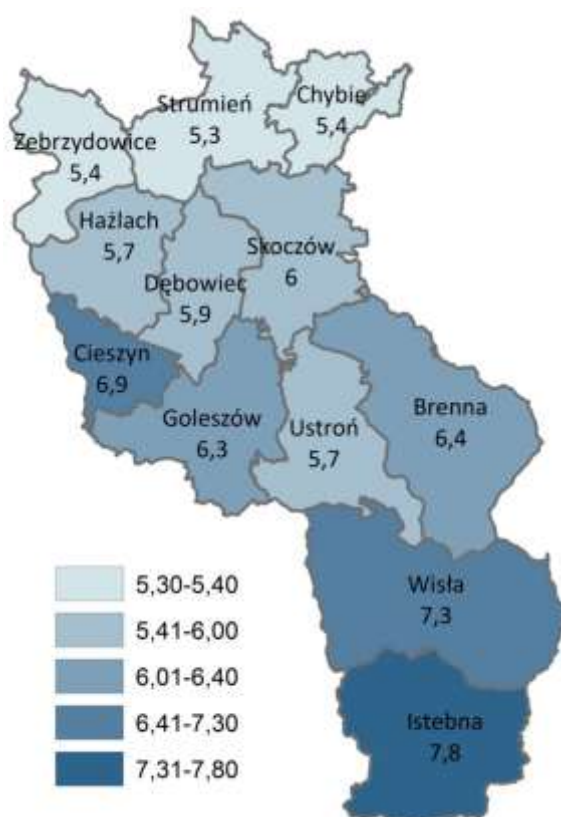 Strumień
5,3
Chybie
5,4
Zebrzydowice
5,4
Hażlach
5,7
Skoczów
6
Dębowiec
5,9
Cieszyn
6,9
Goleszów
6,3
Ustroń
5,7
Brenna
6,4
Wisła
7,3
Istebna
7,8
5,30-5,40
5,41-6,00
6,01-6,40
6,41-7,30
7,31-7,80